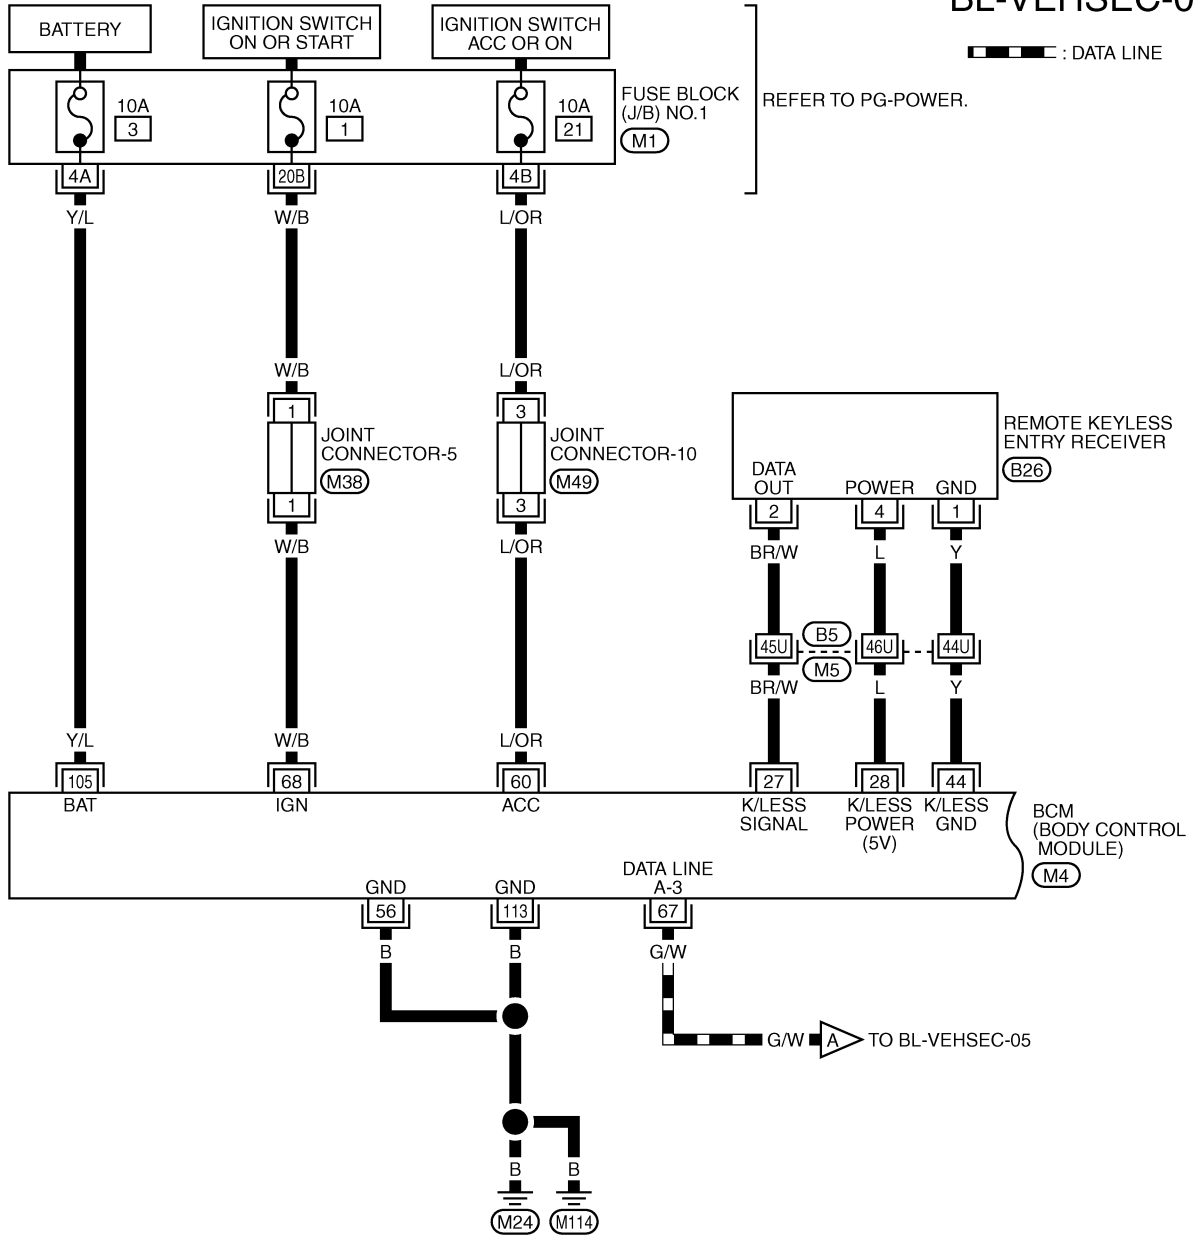 BL-VEHSEC-0
: DATA LINE
BATTERY
IGNITION SWITCH
ON OR START
IGNITION SWITCH
ACC OR ON
10A
3
10A
1
10A
21
FUSE BLOCK
(J/B) NO.1
M1
REFER TO PG-POWER.
4A
20B
4B
Y/L
W/B
L/OR
W/B
L/OR
1
3
JOINT
CONNECTOR-5
M38
JOINT
CONNECTOR-10
M49
1
3
W/B
L/OR
REMOTE KEYLESS
ENTRY RECEIVER
B26
DATA
OUT
POWER
GND
2
4
1
BR/W
L
Y
45U
B5
M5
46U
44U
BR/W
L
Y
Y/L
W/B
L/OR
105
68
60
27
28
44
BAT
IGN
ACC
K/LESS
SIGNAL
K/LESS
POWER
(5V)
K/LESS
GND
BCM
(BODY CONTROL
MODULE)
M4
GND
GND
DATA LINE
A-3
56
113
67
B
B
G/W
G/W
A
TO BL-VEHSEC-05
B
B
M24
M114